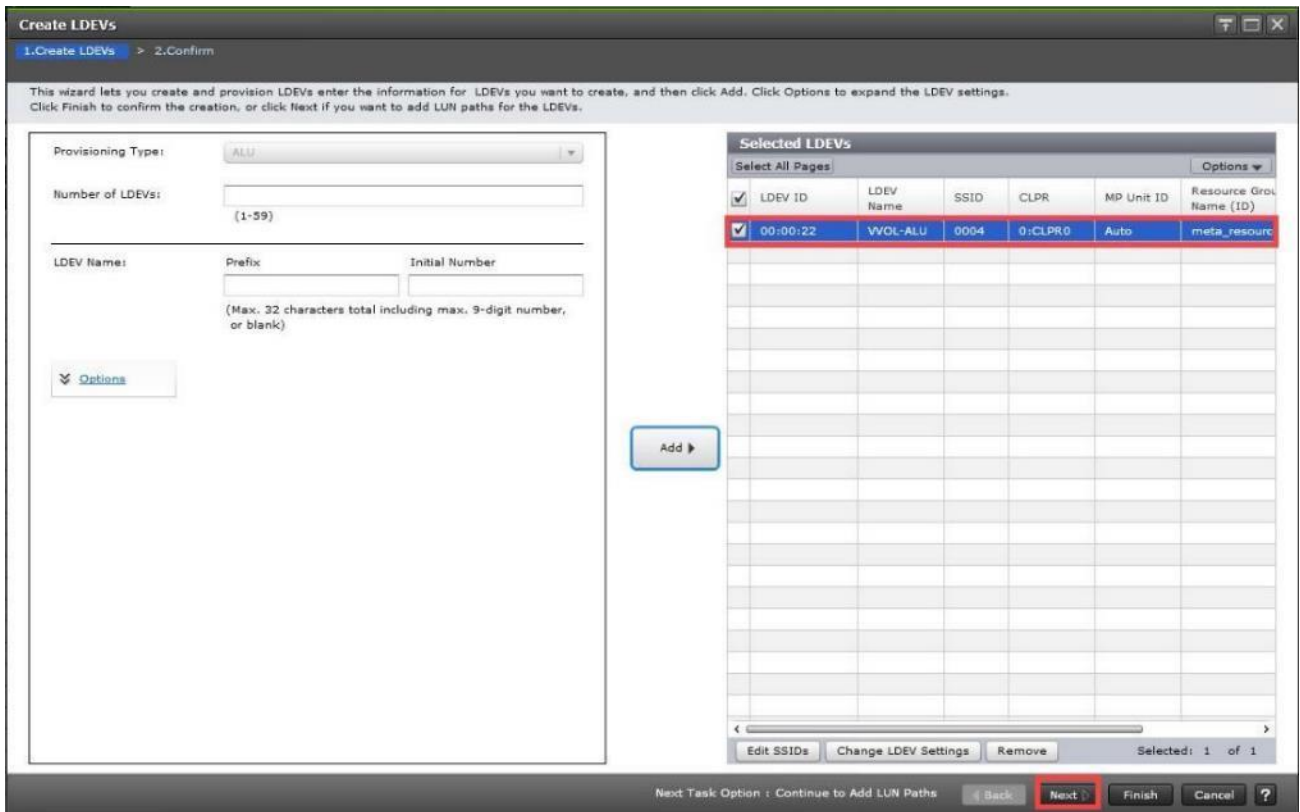 Create LDEVs
1.Create LDEVs > 2.Confirm
This wizard lets you create and provision LDEVs enter the information for LDEVs you want to create, and then click Add. Click Options to expand the LDEV settings.
Click Finish to confirm the creation, or click Next if you want to add LUN paths for the LDEVs.
Provisioning Type: ALU
Number of LDEVs:
(1-59)
LDEV Name: Prefix Initial Number
(Max. 32 characters total including max. 9-digit number,
or blank)
Options
Add
Selected LDEVs
Select All Pages Options
LDEV ID LDEV Name SSID CLPR MP Unit ID Resource Grou Name (ID)
00:00:22 VVOL-ALU 0004 0:CLPR0 Auto meta_resourc
Edit SSIDs Change LDEV Settings Remove Selected: 1 of 1
Next Task Option : Continue to Add LUN Paths Back Next Finish Cancel ?